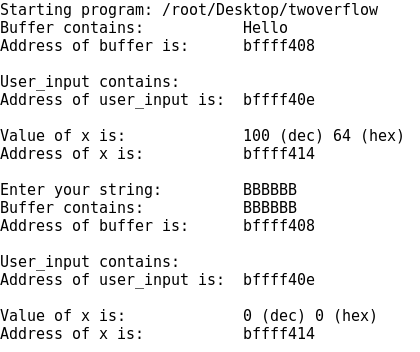 Starting program: /root/Desktop/twoverflow
Buffer contains: Hello
Address of buffer is: bffff408
User_input contains:
Address of user_input is: bffff40e
Value of x is: 100 (dec) 64 (hex)
Address of x is: bffff414
Enter your string: BBBBBB
Buffer contains: BBBBBB
Address of buffer is: bffff408
User_input contains:
Address of user_input is: bffff40e
Value of x is: 0 (dec) 0 (hex)
Address of x is: bffff414